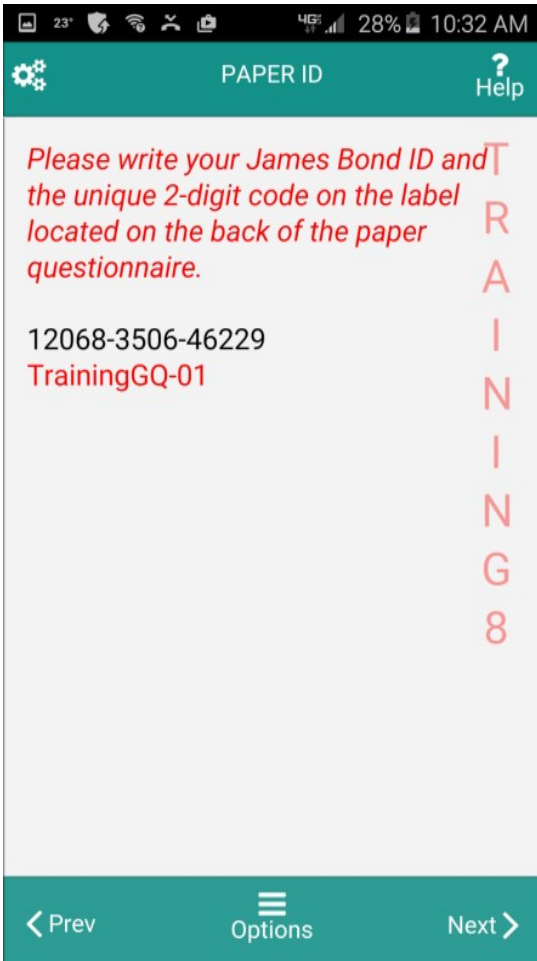 23° 4G 28% 10:32 AM
PAPER ID
?
Help
Please write your James Bond ID and
the unique 2-digit code on the label
located on the back of the paper
questionnaire.
12068-3506-46229
TrainingGQ-01
T
R
A
I
N
I
N
G
8
Prev
Options
Next